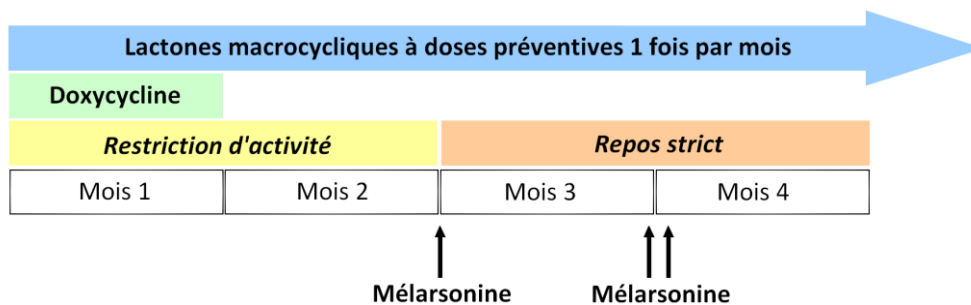 Lactones macrocycliques à doses préventives 1 fois par mois
Doxycycline
Restriction d'activité Repos strict
Mois 1 Mois 2 Mois 3 Mois 4
Mélarsonine Mélarsonine